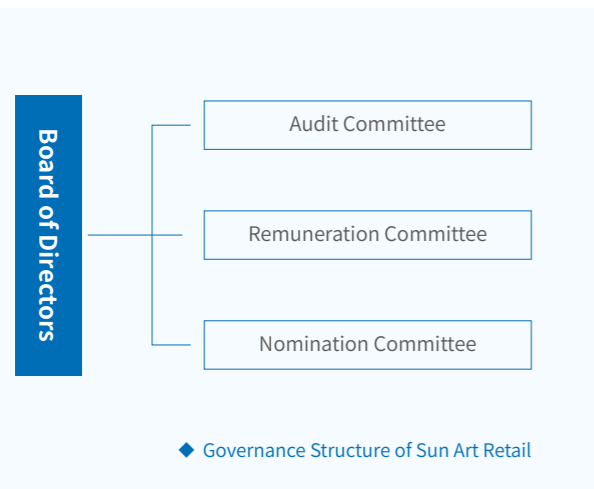 Board of Directors
Audit Committee
Remuneration Committee
Nomination Committee
◆ Governance Structure of Sun Art Retail